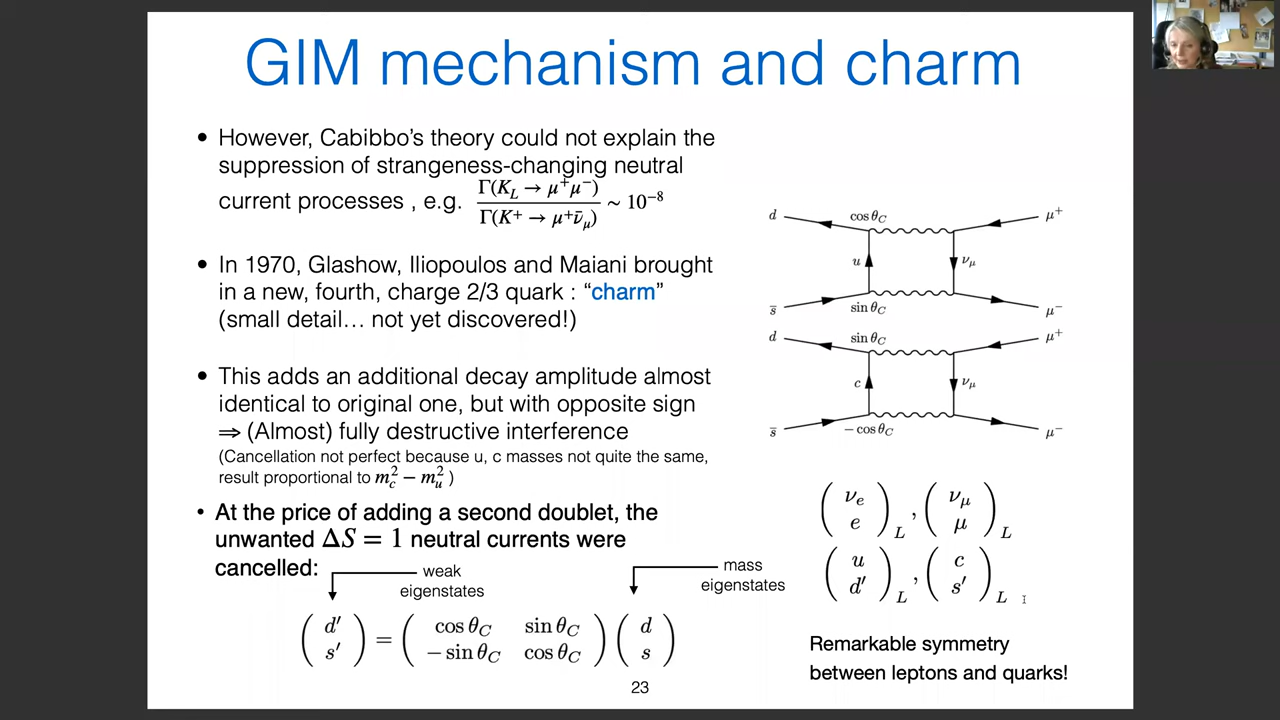 GIM mechanism and charm
• However, Cabibbo's theory could not explain the
suppression of strangeness-changing neutral
current processes , e.g. Γ(K_L → μ⁺μ⁻) / Γ(K⁺ → μ⁺ν̄_μ) ~ 10⁻⁸
• In 1970, Glashow, Iliopoulos and Maiani brought
in a new, fourth, charge 2/3 quark : “charm”
(small detail… not yet discovered!)
• This adds an additional decay amplitude almost
identical to original one, but with opposite sign
⇒ (Almost) fully destructive interference
(Cancellation not perfect because u, c masses not quite the same,
result proportional to m_c² − m_u² )
• At the price of adding a second doublet, the
unwanted ΔS = 1 neutral currents were
cancelled:
weak
eigenstates
mass
eigenstates
( d′ ) = ( cos θ_C sin θ_C ) ( d )
( s′ ) ( − sin θ_C cos θ_C ) ( s )
d cos θ_C μ⁺
u ν_μ
s̄ sin θ_C μ⁻
d sin θ_C μ⁺
c ν_μ
s̄ − cos θ_C μ⁻
( ν_e ) , ( ν_μ )
( e )_L ( μ )_L
( u ) , ( c )
( d′ )_L ( s′ )_L
Remarkable symmetry
between leptons and quarks!
23